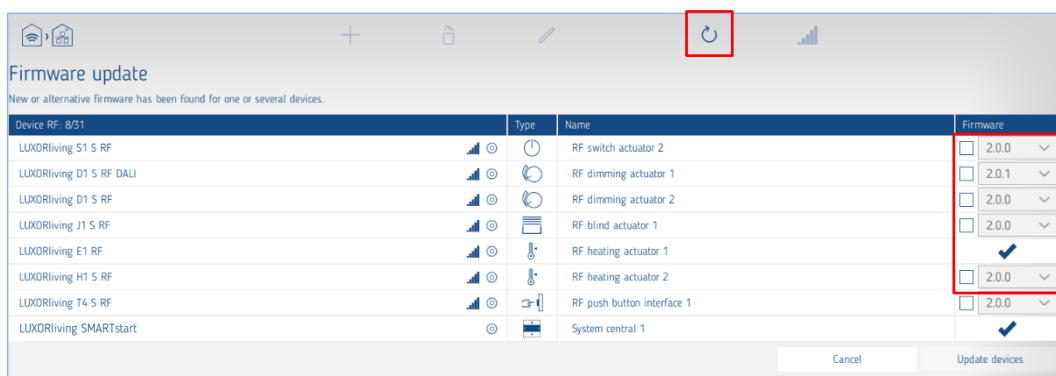 Firmware update
New or alternative firmware has been found for one or several devices.
Device RF: 8/31 Type Name Firmware
LUXORliving S1 S RF RF switch actuator 2 2.0.0
LUXORliving D1 S RF DALI RF dimming actuator 1 2.0.1
LUXORliving D1 S RF RF dimming actuator 2 2.0.0
LUXORliving J1 S RF RF blind actuator 1 2.0.0
LUXORliving E1 RF RF heating actuator 1
LUXORliving H1 S RF RF heating actuator 2 2.0.0
LUXORliving T4 S RF RF push button interface 1 2.0.0
LUXORliving SMARTstart System central 1
Cancel Update devices